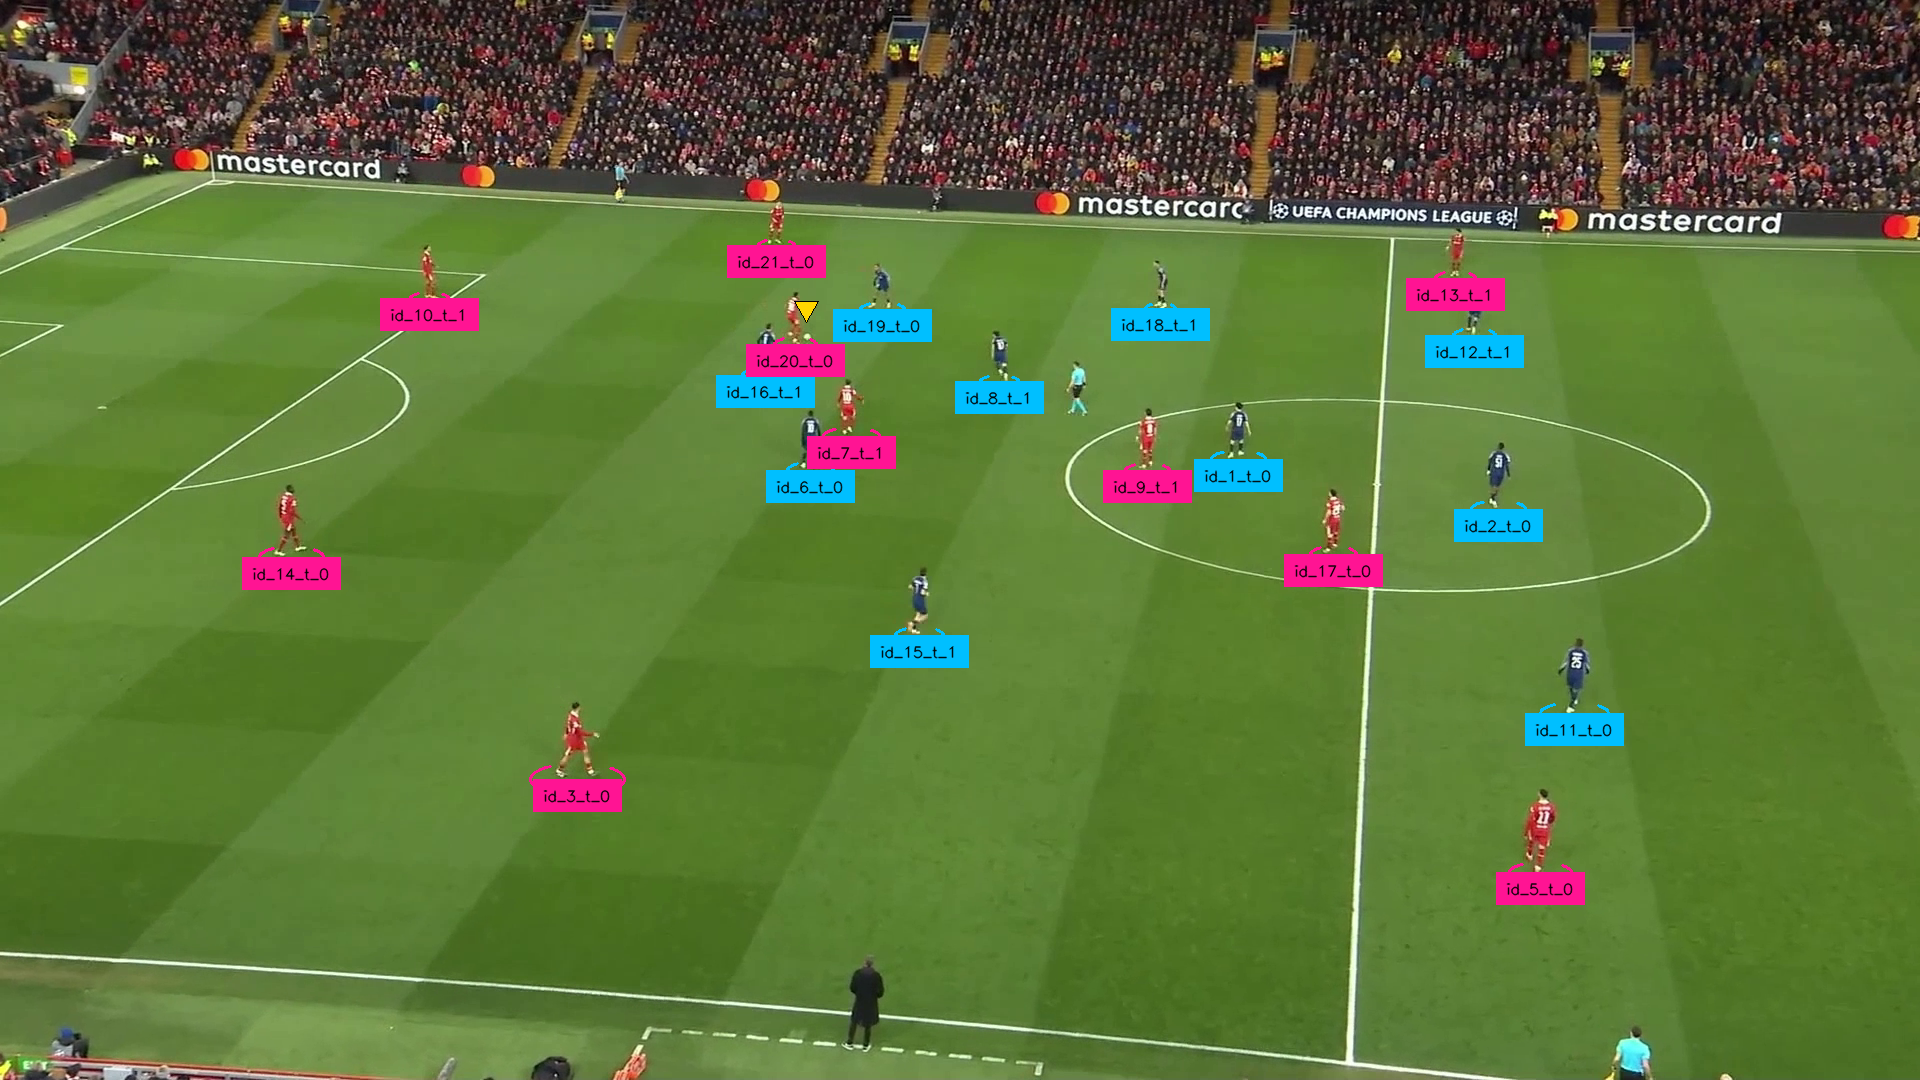 mastercard
mastercard
UEFA CHAMPIONS LEAGUE
mastercard
id_21_t_0
id_13_t_1
id_10_t_1
id_19_t_0
id_18_t_1
id_12_t_1
id_20_t_0
id_16_t_1
id_8_t_1
id_7_t_1
id_6_t_0
id_9_t_1
id_1_t_0
id_2_t_0
id_17_t_0
id_14_t_0
id_15_t_1
id_11_t_0
id_3_t_0
id_5_t_0